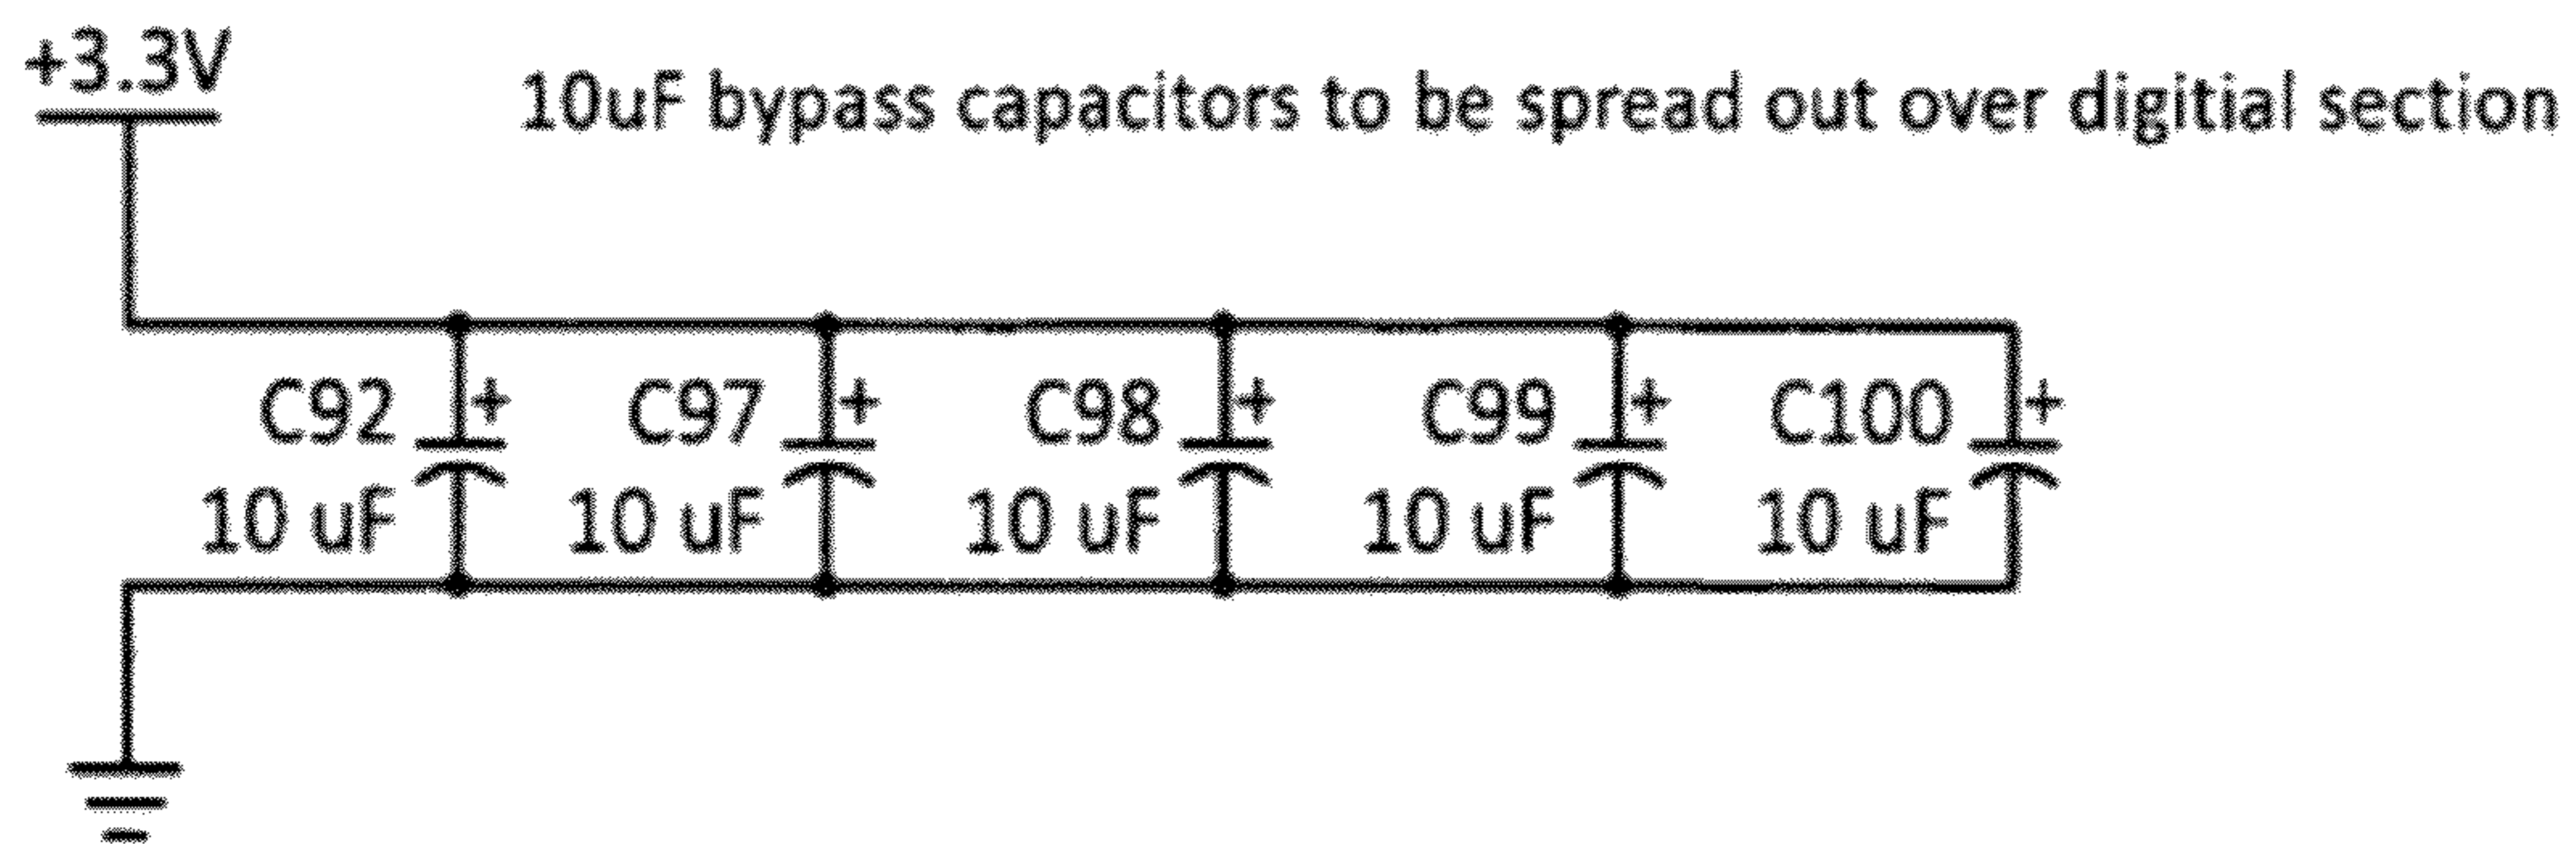 +3.3V
10uF bypass capacitors to be spread out over digitial section
C92 + C97 + C98 + C99 + C100 +
10 uF 10 uF 10 uF 10 uF 10 uF